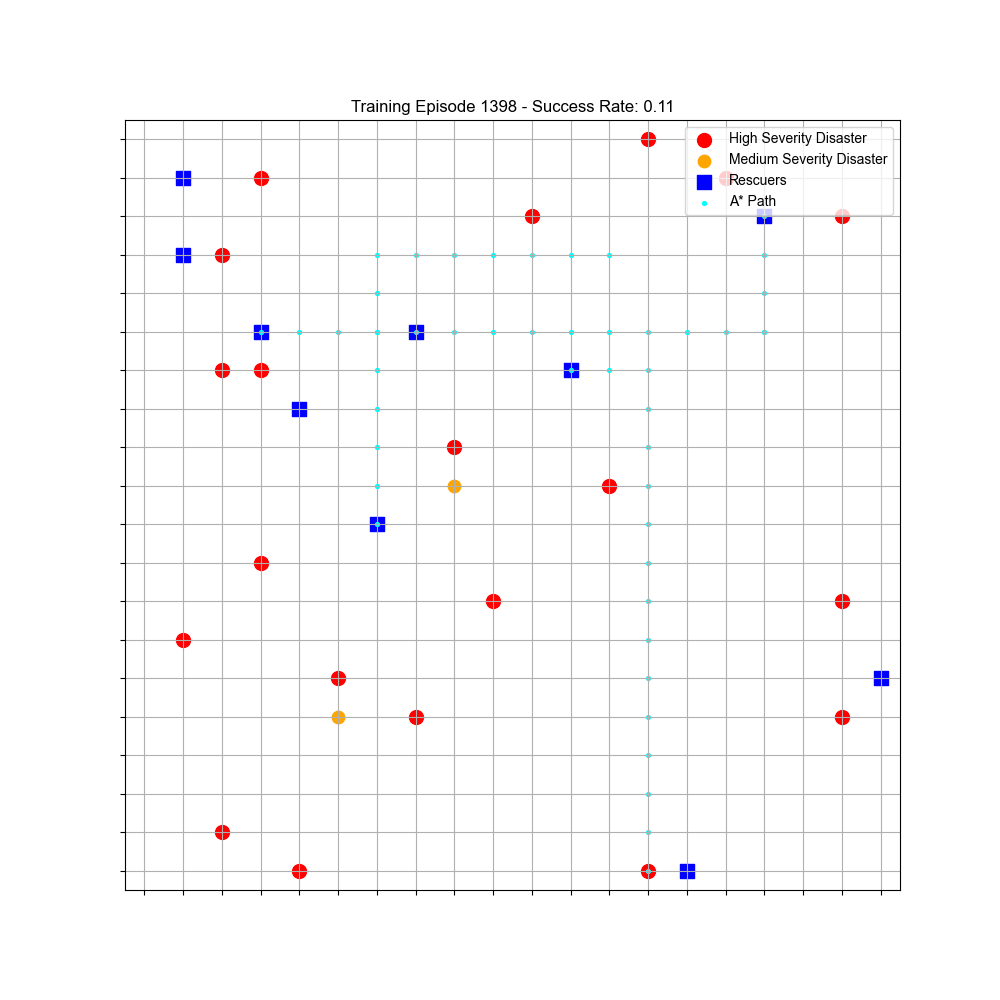 Training Episode 1398 - Success Rate: 0.11
High Severity Disaster
Medium Severity Disaster
Rescuers
A* Path